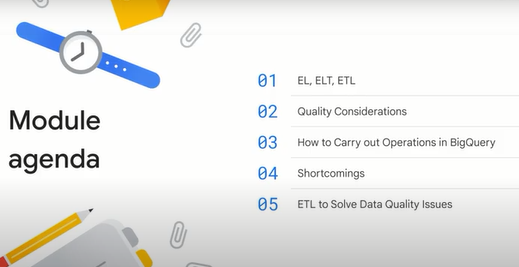 Module
agenda
01 EL, ELT, ETL
02 Quality Considerations
03 How to Carry out Operations in BigQuery
04 Shortcomings
05 ETL to Solve Data Quality Issues